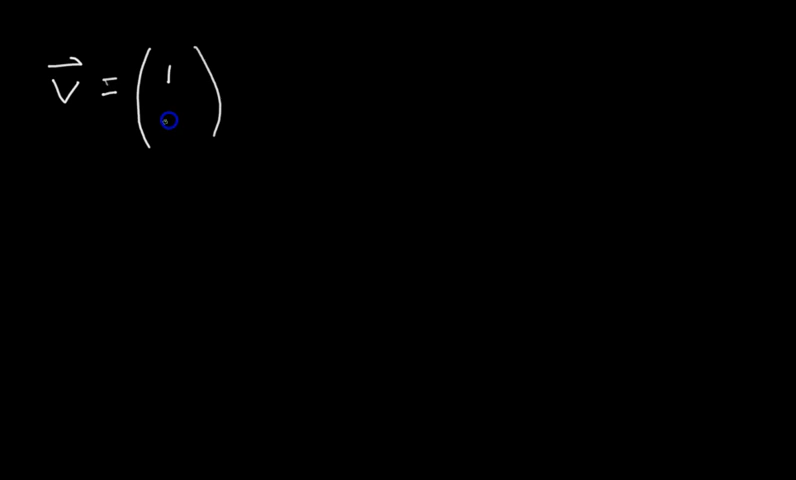 v⃗ = ( 1 )